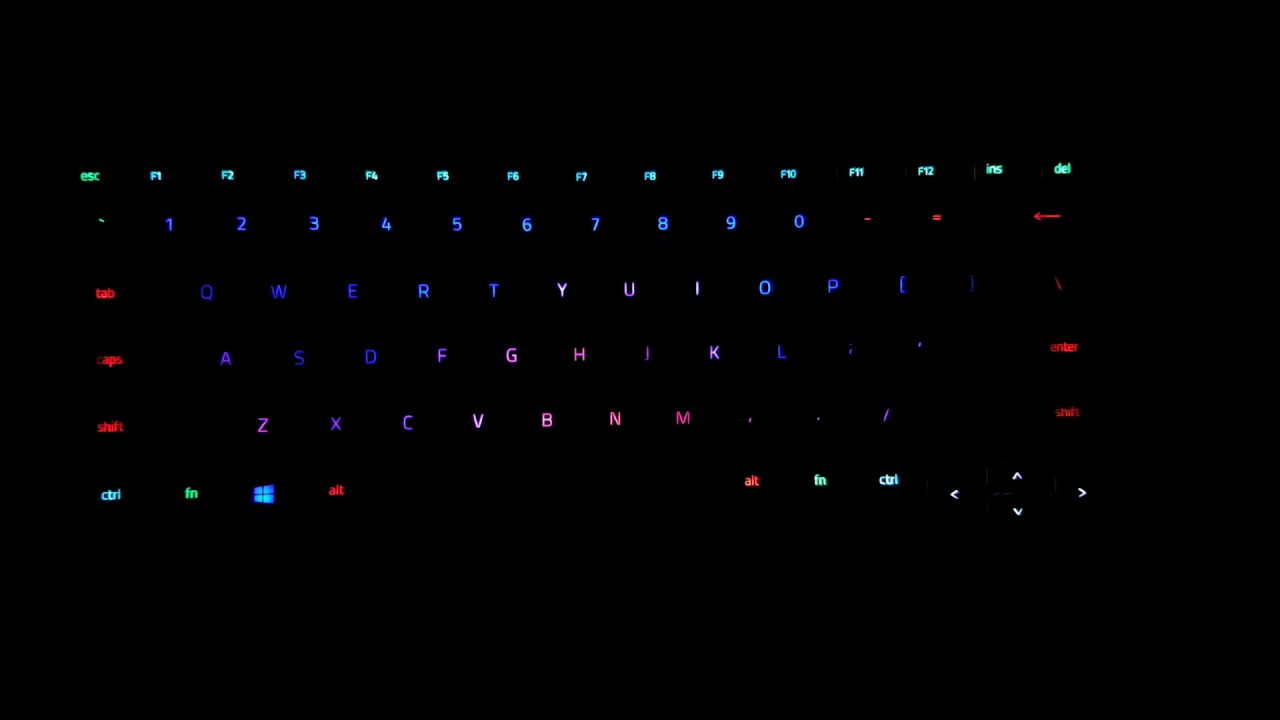 esc F1 F2 F3 F4 F5 F6 F7 F8 F9 F10 F11 F12 ins del
` 1 2 3 4 5 6 7 8 9 0 - = ←
tab Q W E R T Y U I O P [ ] \
caps A S D F G H J K L ; ' enter
shift Z X C V B N M , . / shift
ctrl fn alt alt fn ctrl < ^ v >